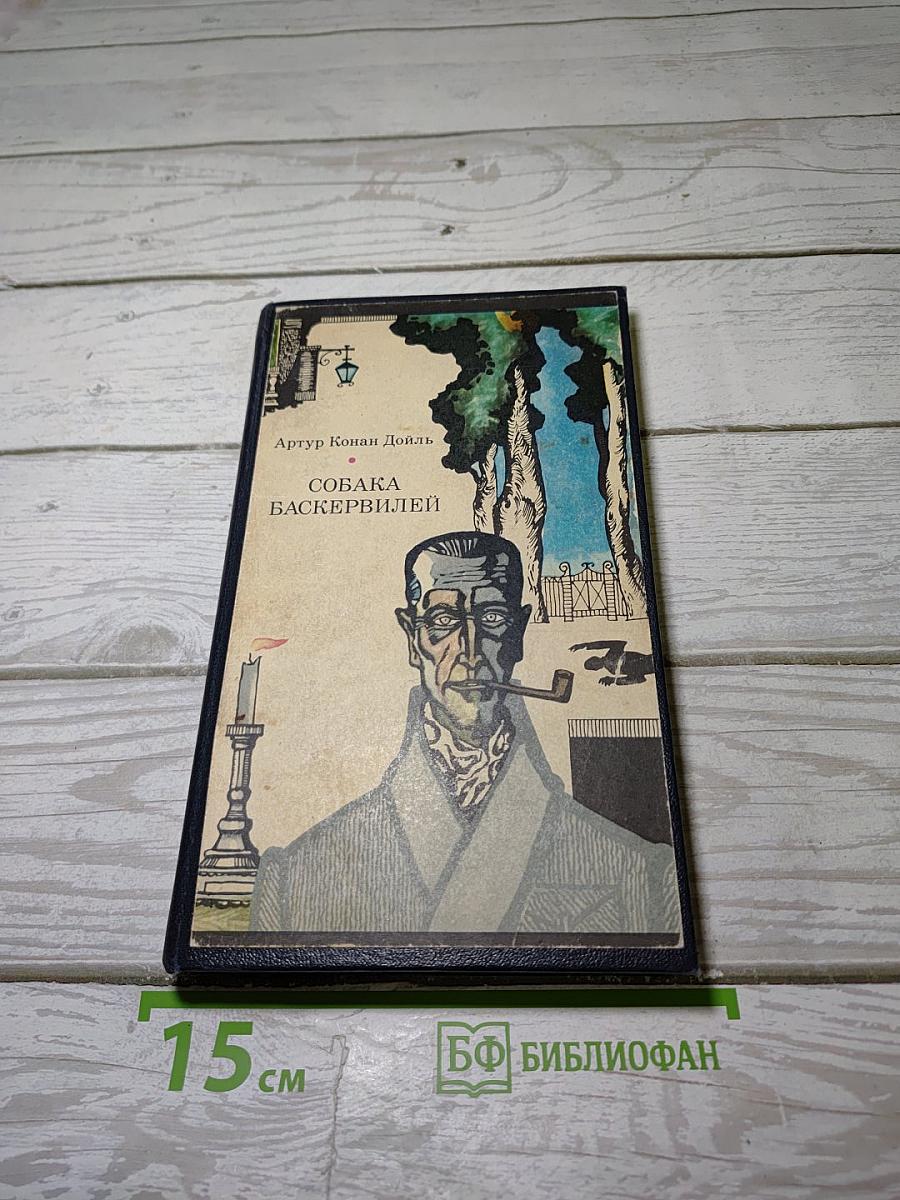 Артур Конан Дойль
СОБАКА
БАСКЕРВИЛЕЙ
15 см
БФ БИБЛИОФАН